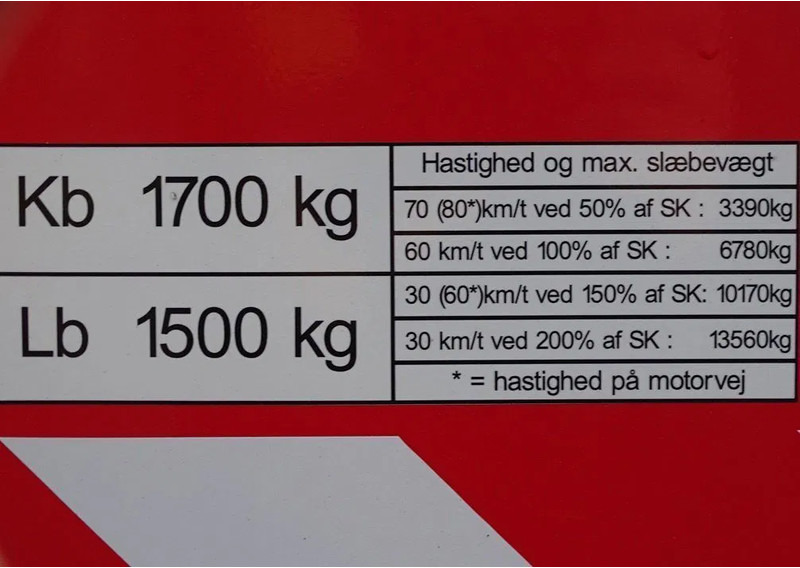 Kb 1700 kg
Lb 1500 kg
Hastighed og max. slæbevægt
70 (80*)km/t ved 50% af SK : 3390kg
60 km/t ved 100% af SK : 6780kg
30 (60*)km/t ved 150% af SK: 10170kg
30 km/t ved 200% af SK : 13560kg
* = hastighed på motorvej